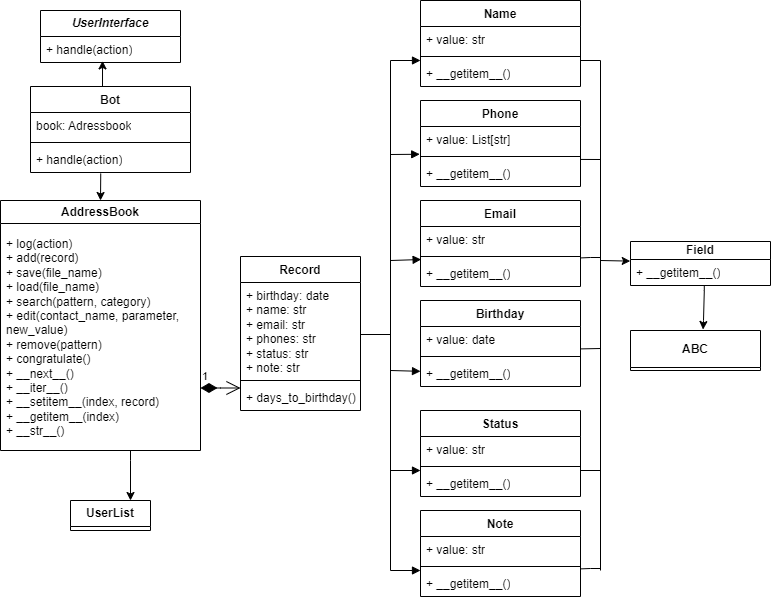 UserInterface
+ handle(action)
Bot
book: Adressbook
+ handle(action)
AddressBook
+ log(action)
+ add(record)
+ save(file_name)
+ load(file_name)
+ search(pattern, category)
+ edit(contact_name, parameter,
new_value)
+ remove(pattern)
+ congratulate()
+ __next__()
+ __iter__()
+ __setitem__(index, record)
+ __getitem__(index)
+ __str__()
UserList
1
Record
+ birthday: date
+ name: str
+ email: str
+ phones: str
+ status: str
+ note: str
+ days_to_birthday()
Name
+ value: str
+ __getitem__()
Phone
+ value: List[str]
+ __getitem__()
Email
+ value: str
+ __getitem__()
Birthday
+ value: date
+ __getitem__()
Status
+ value: str
+ __getitem__()
Note
+ value: str
+ __getitem__()
Field
+ __getitem__()
ABC